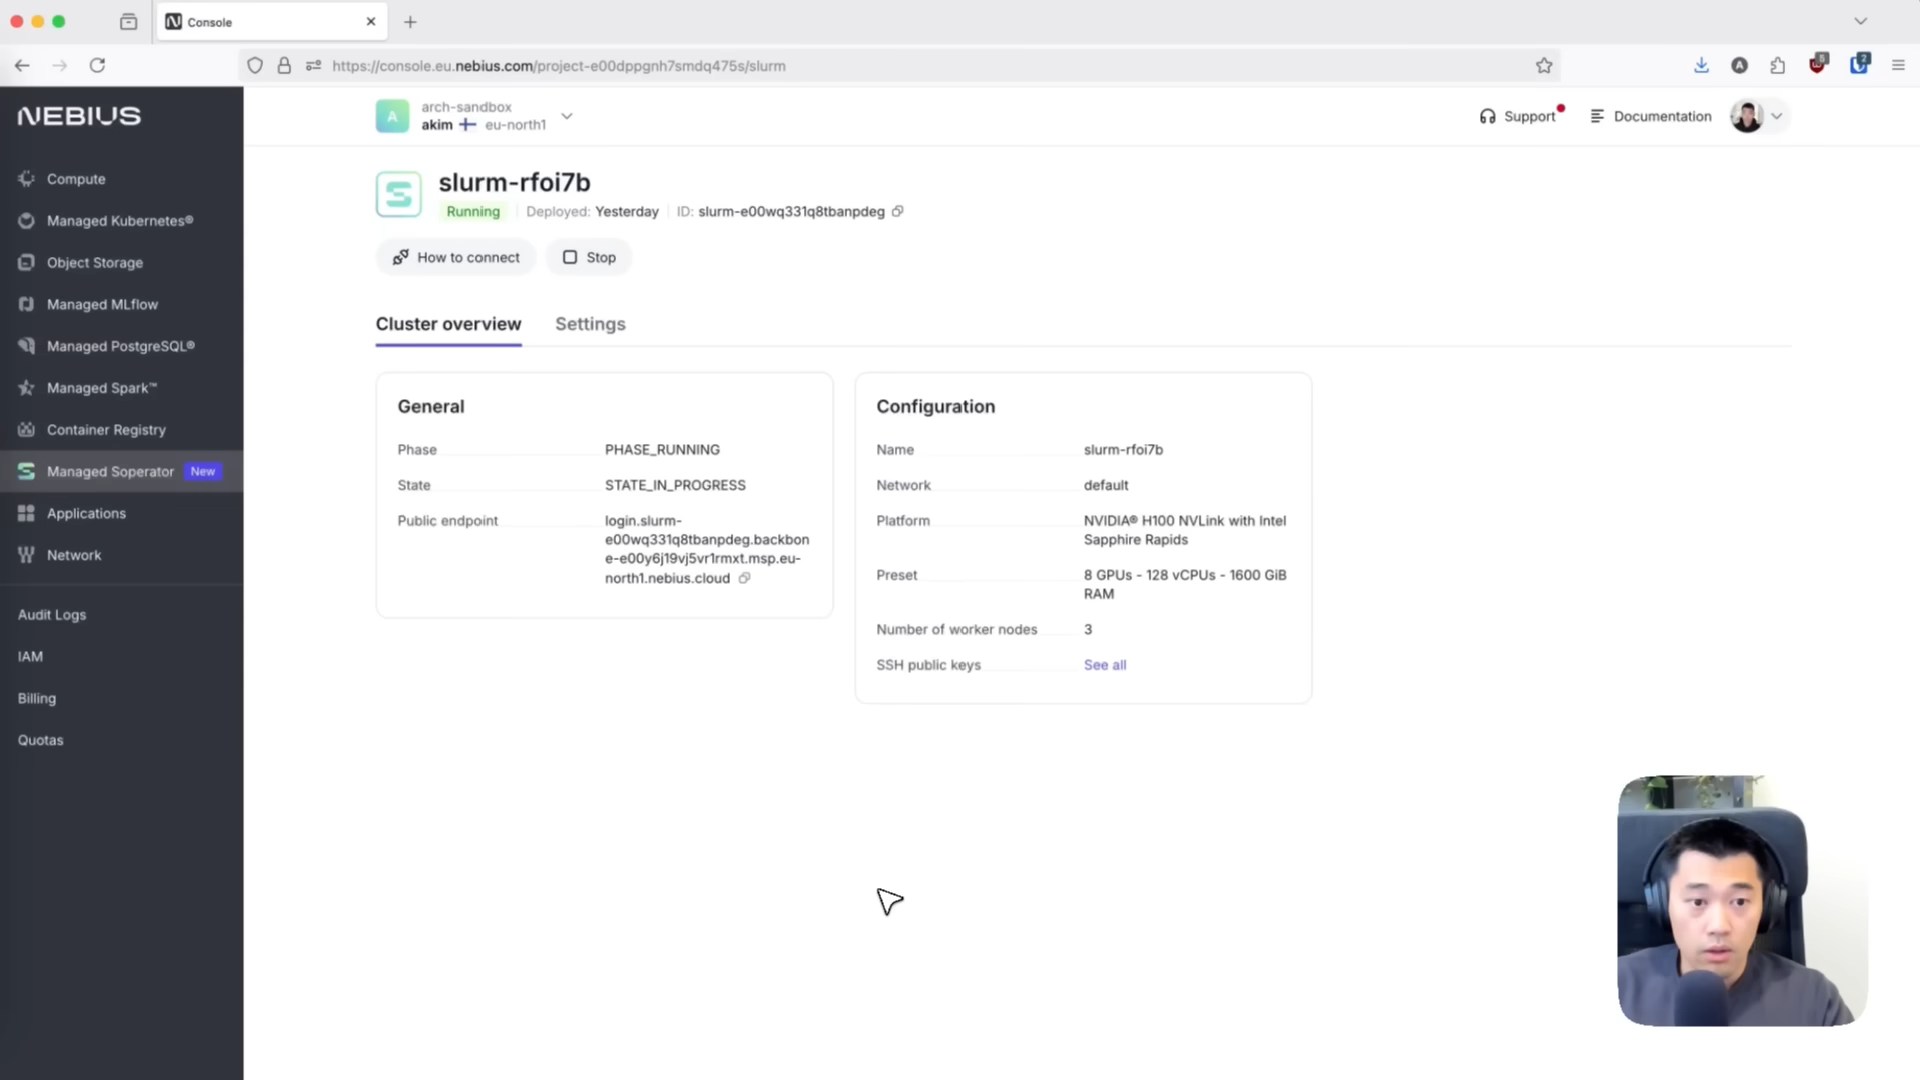 Console
https://console.eu.nebius.com/project-e00dppgnh7smdq475s/slurm
A
2
NEBIUS
Compute
Managed Kubernetes®
Object Storage
Managed MLflow
Managed PostgreSQL®
Managed Spark™
Container Registry
Managed Soperator New
Applications
Network
Audit Logs
IAM
Billing
Quotas
A
arch-sandbox
akim eu-north1
Support
Documentation
slurm-rfoi7b
Running Deployed: Yesterday ID: slurm-e00wq331q8tbanpdeg
How to connect
Stop
Cluster overview
Settings
General
Phase PHASE_RUNNING
State STATE_IN_PROGRESS
Public endpoint login.slurm-
e00wq331q8tbanpdeg.backbon
e-e00y6j19vj5vr1rmxt.msp.eu-
north1.nebius.cloud
Configuration
Name slurm-rfoi7b
Network default
Platform NVIDIA® H100 NVLink with Intel
Sapphire Rapids
Preset 8 GPUs - 128 vCPUs - 1600 GiB
RAM
Number of worker nodes 3
SSH public keys See all